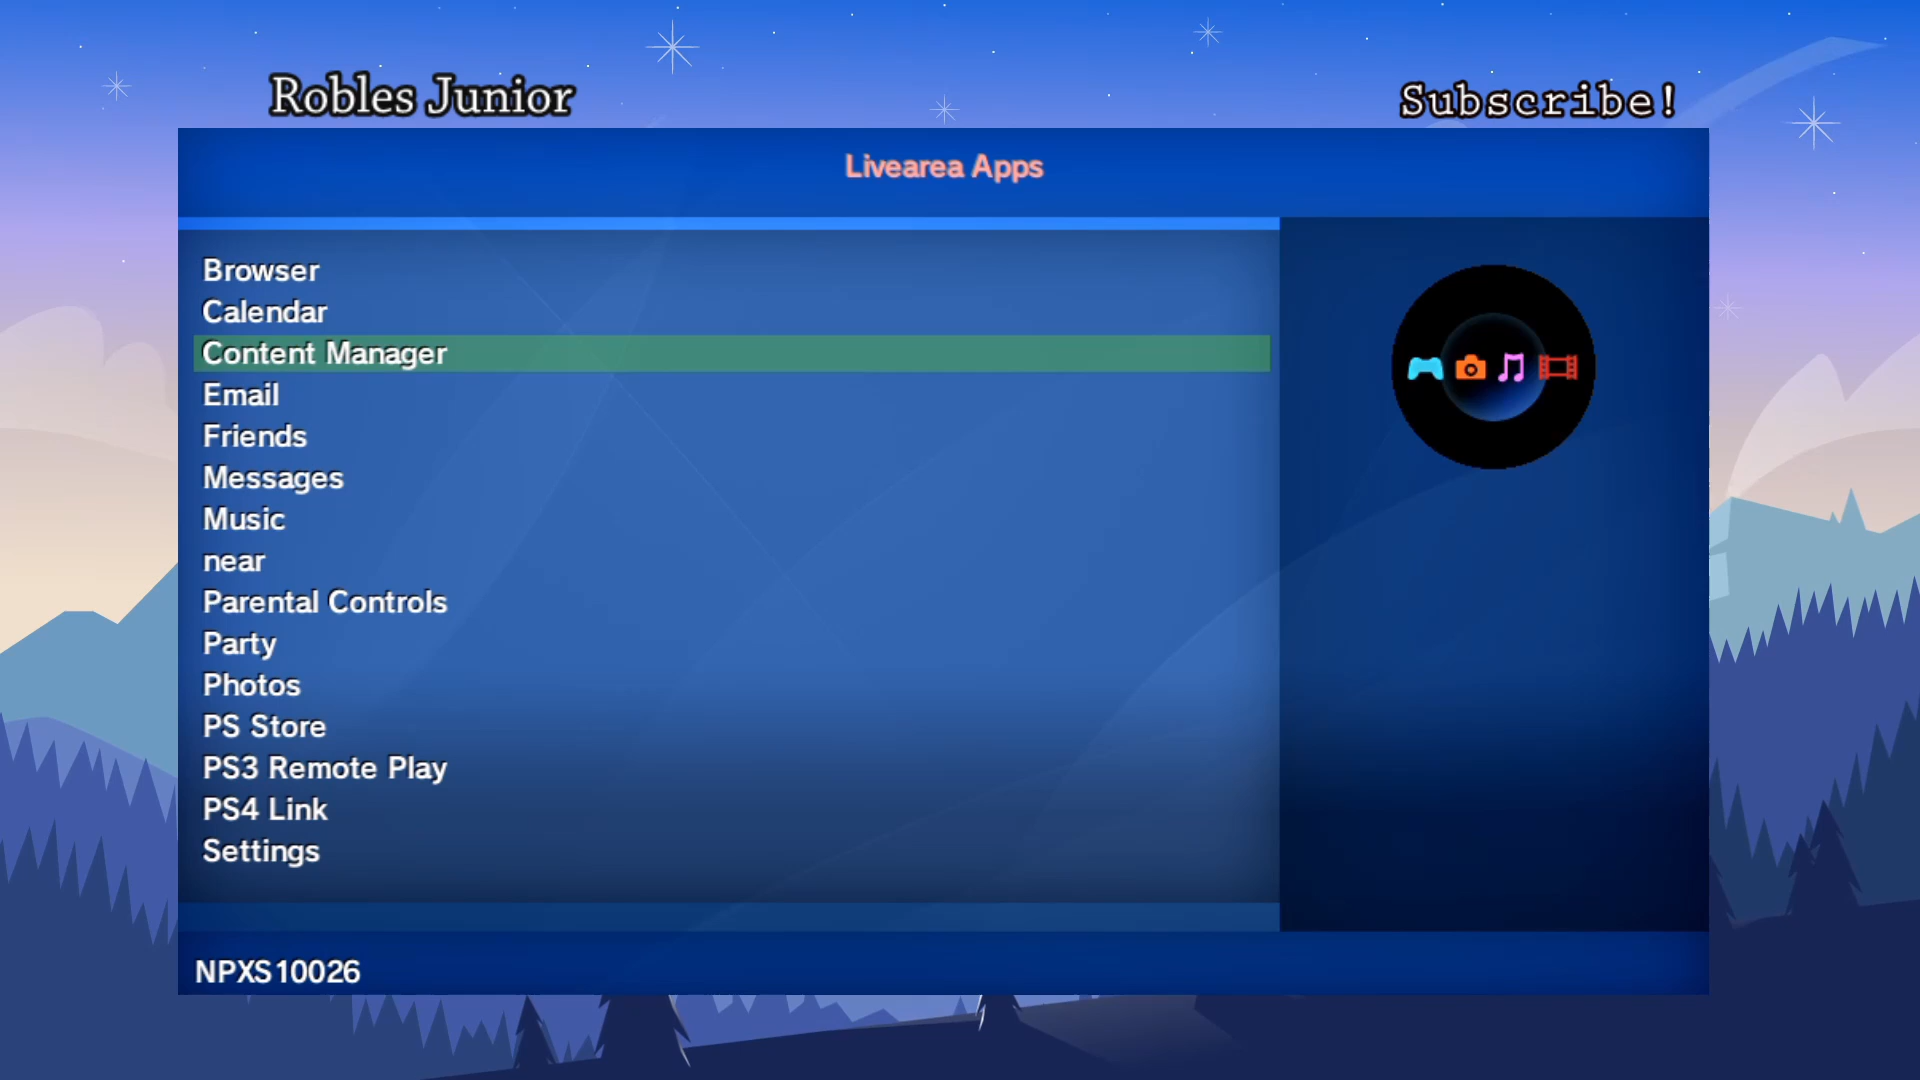 Robles Junior
Subscribe!
Livearea Apps
Browser
Calendar
Content Manager
Email
Friends
Messages
Music
near
Parental Controls
Party
Photos
PS Store
PS3 Remote Play
PS4 Link
Settings
NPXS10026